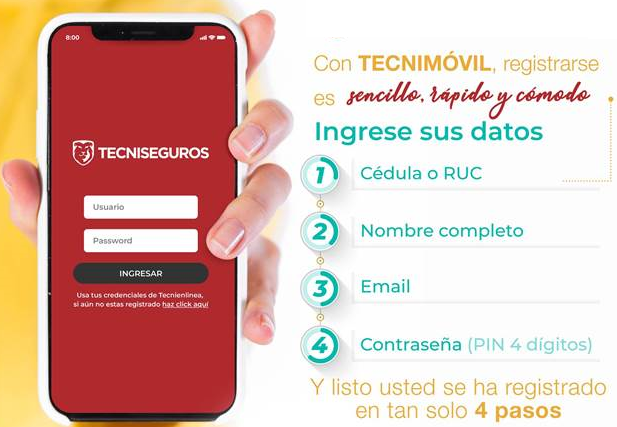 8:00
TECNISEGUROS
Usuario
Password
INGRESAR
Usa tus credenciales de Tecnienlinea,
si aún no estas registrado haz click aquí
Con TECNIMÓVIL, registrarse
es sencillo, rápido y cómodo
Ingrese sus datos
1 Cédula o RUC
2 Nombre completo
3 Email
4 Contraseña (PIN 4 dígitos)
Y listo usted se ha registrado
en tan solo 4 pasos